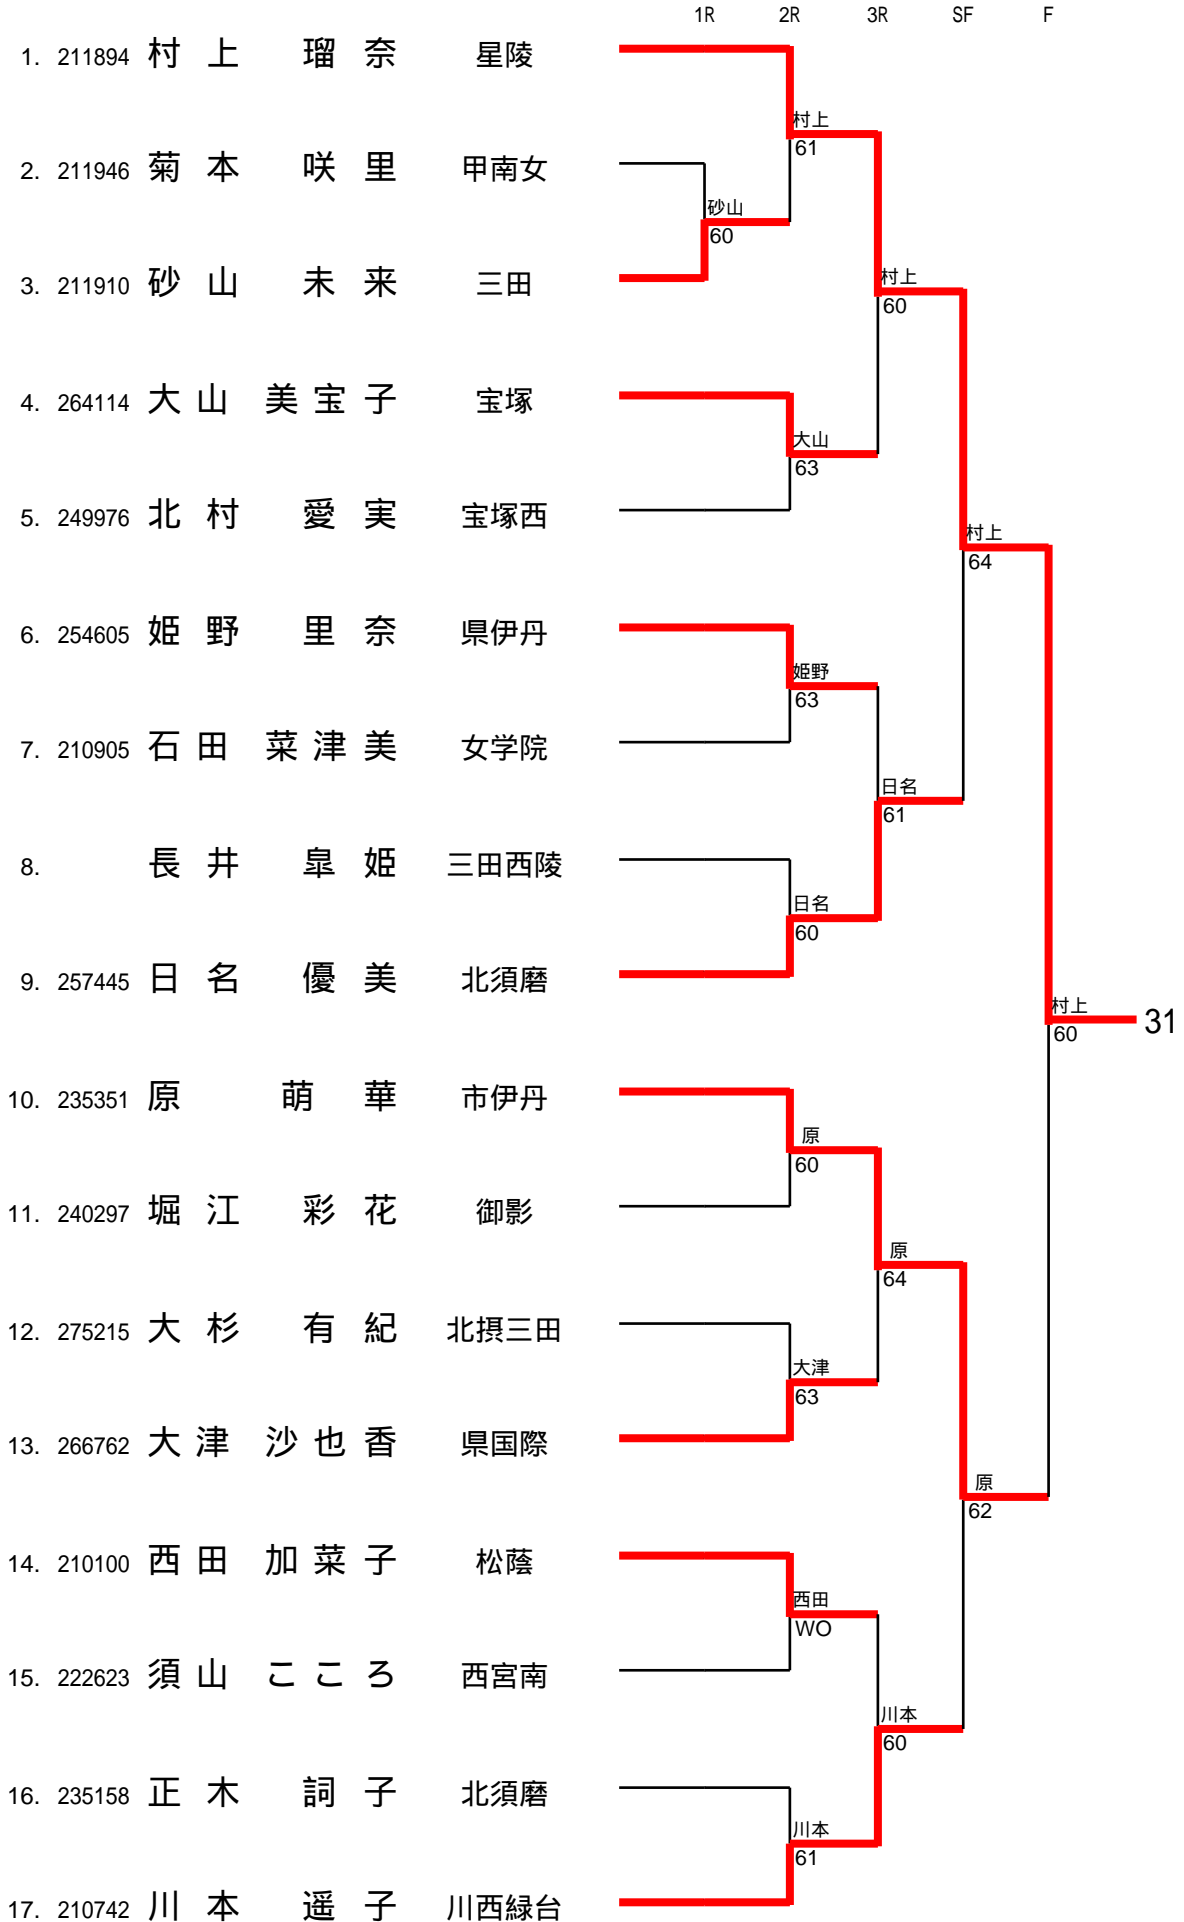 1R 2R 3R SF F
1. 211894 村上 瑠奈 星陵
村上
61
2. 211946 菊本 咲里 甲南女
砂山
60
3. 211910 砂山 未来 三田
村上
60
4. 264114 大山 美宝子 宝塚
大山
63
5. 249976 北村 愛実 宝塚西
村上
64
6. 254605 姫野 里奈 県伊丹
姫野
63
7. 210905 石田 菜津美 女学院
日名
61
8. 長井 皐姫 三田西陵
日名
60
9. 257445 日名 優美 北須磨
村上
60
31
10. 235351 原 萌華 市伊丹
原
60
11. 240297 堀江 彩花 御影
原
64
12. 275215 大杉 有紀 北摂三田
大津
63
13. 266762 大津 沙也香 県国際
原
62
14. 210100 西田 加菜子 松蔭
西田
WO
15. 222623 須山 こころ 西宮南
川本
60
16. 235158 正木 詞子 北須磨
川本
61
17. 210742 川本 遥子 川西緑台